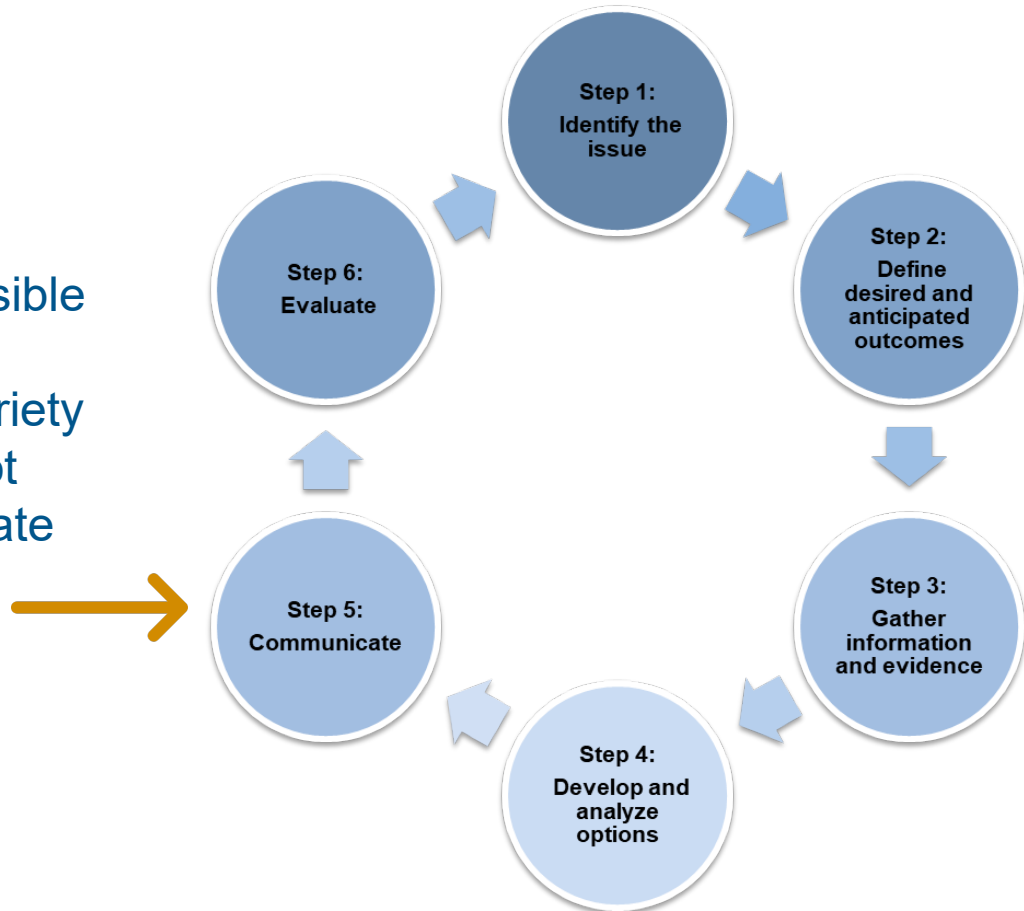 sible
riety
ate
Step 1:
Identify the
issue
Step 2:
Define
desired and
anticipated
outcomes
Step 3:
Gather
information
and evidence
Step 4:
Develop and
analyze
options
Step 5:
Communicate
Step 6:
Evaluate